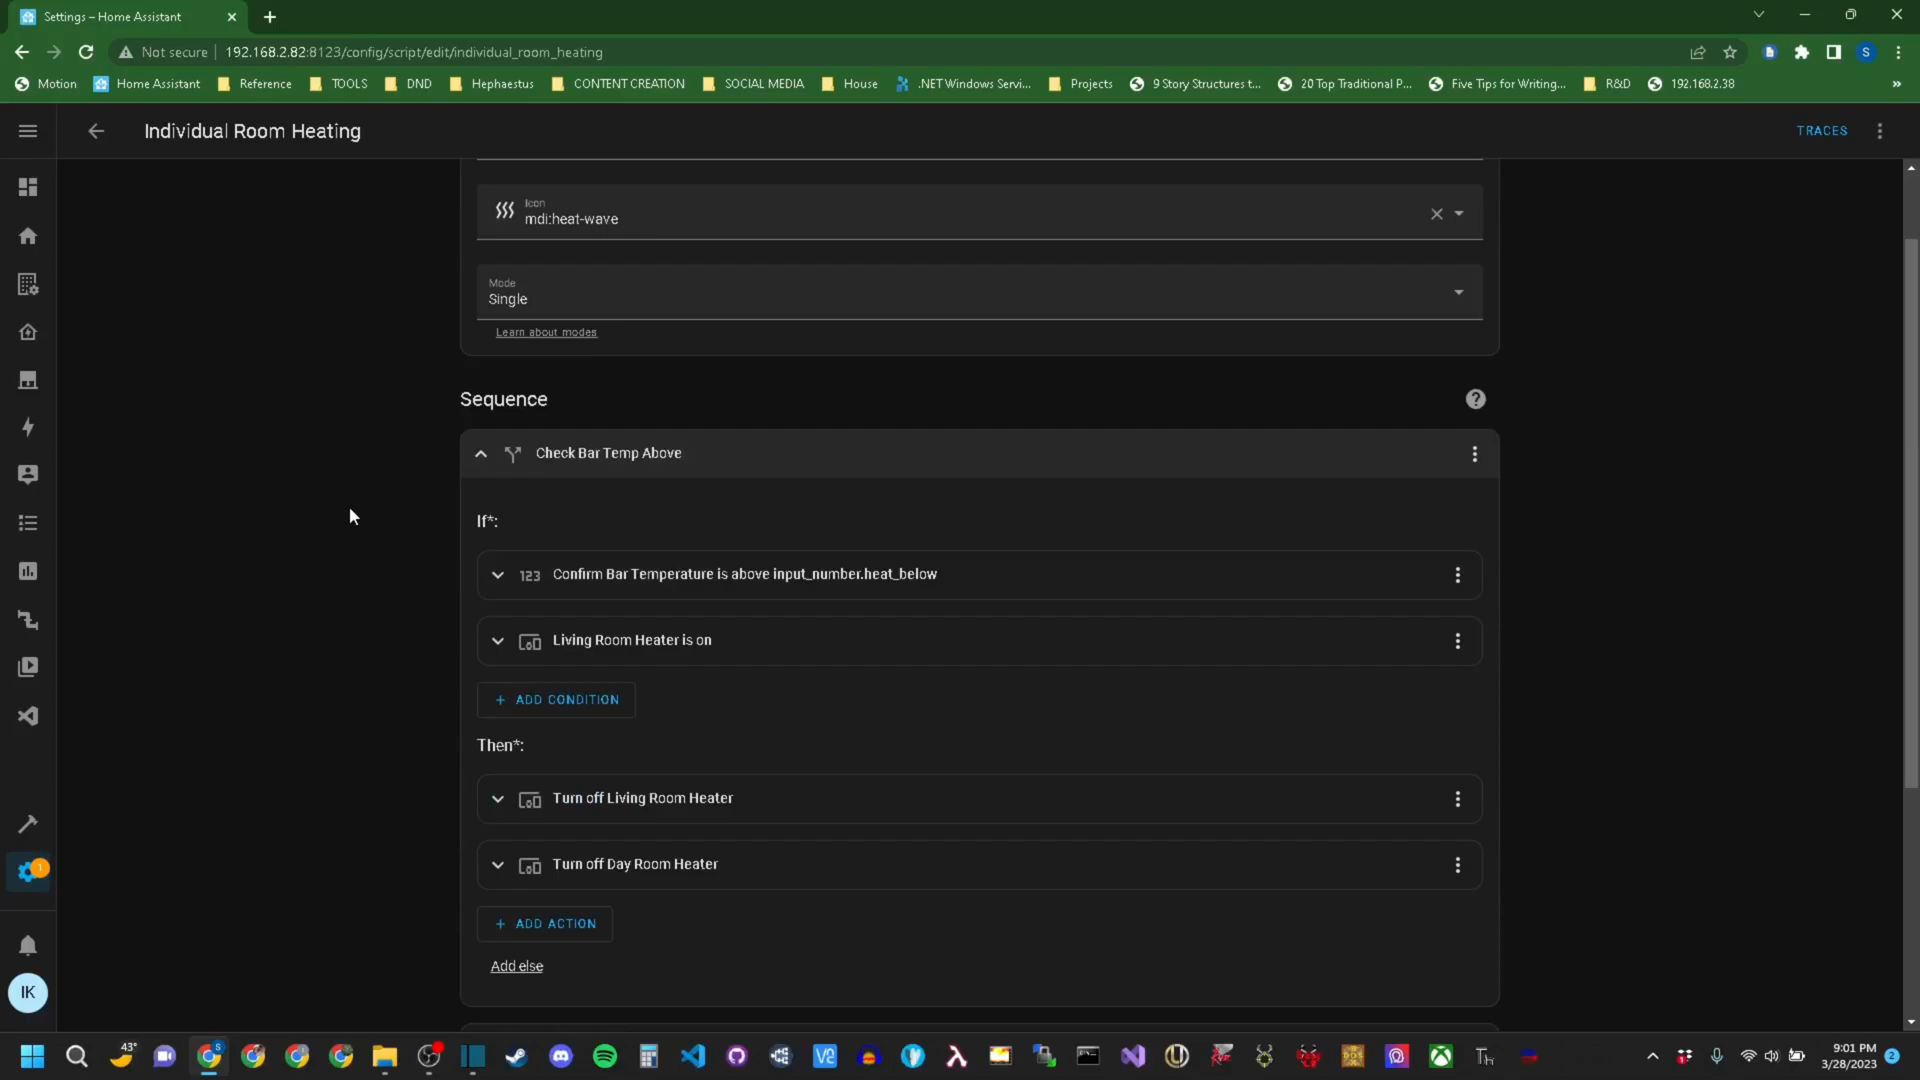 Settings – Home Assistant
Not secure
192.168.2.82:8123/config/script/edit/individual_room_heating
S
Motion
Home Assistant
Reference
TOOLS
DND
Hephaestus
CONTENT CREATION
SOCIAL MEDIA
House
.NET Windows Servi...
Projects
9 Story Structures t...
20 Top Traditional P...
Five Tips for Writing...
R&D
192.168.2.38
Individual Room Heating
TRACES
Icon
mdi:heat-wave
Mode
Single
Learn about modes
Sequence
Check Bar Temp Above
If*:
123
Confirm Bar Temperature is above input_number.heat_below
Living Room Heater is on
+ ADD CONDITION
Then*:
Turn off Living Room Heater
Turn off Day Room Heater
+ ADD ACTION
Add else
1
IK
43°
9:01 PM
3/28/2023
2